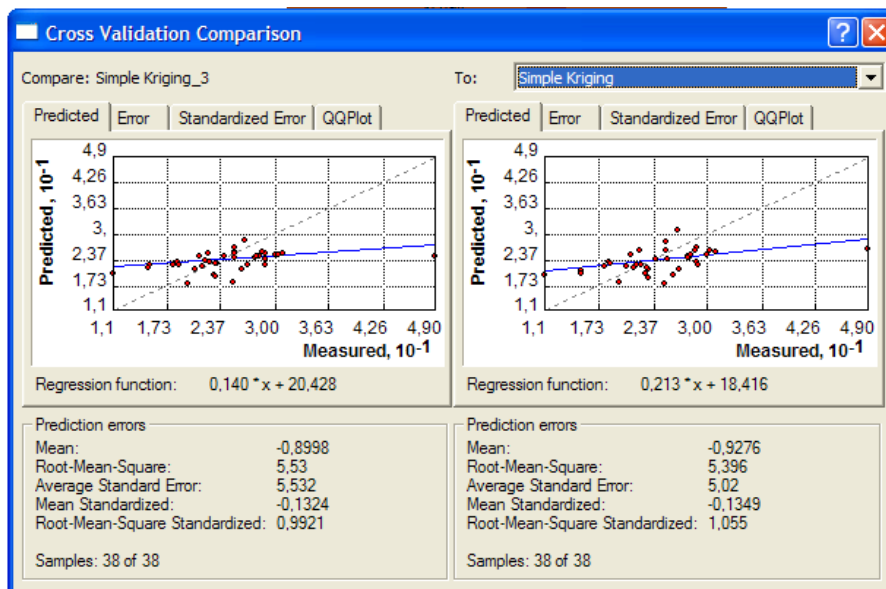 Cross Validation Comparison
Compare: Simple Kriging_3
To: Simple Kriging
Predicted Error Standardized Error QQPlot
Predicted, 10-1
4,9
4,26
3,63
3,
2,37
1,73
1,1
1,1 1,73 2,37 3,00 3,63 4,26 4,90
Measured, 10-1
Regression function: 0,140 * x + 20,428
Predicted Error Standardized Error QQPlot
Predicted, 10-1
4,9
4,26
3,63
3,
2,37
1,73
1,1
1,1 1,73 2,37 3,00 3,63 4,26 4,90
Measured, 10-1
Regression function: 0,213 * x + 18,416
Prediction errors
Mean: -0,8998
Root-Mean-Square: 5,53
Average Standard Error: 5,532
Mean Standardized: -0,1324
Root-Mean-Square Standardized: 0,9921
Samples: 38 of 38
Prediction errors
Mean: -0,9276
Root-Mean-Square: 5,396
Average Standard Error: 5,02
Mean Standardized: -0,1349
Root-Mean-Square Standardized: 1,055
Samples: 38 of 38